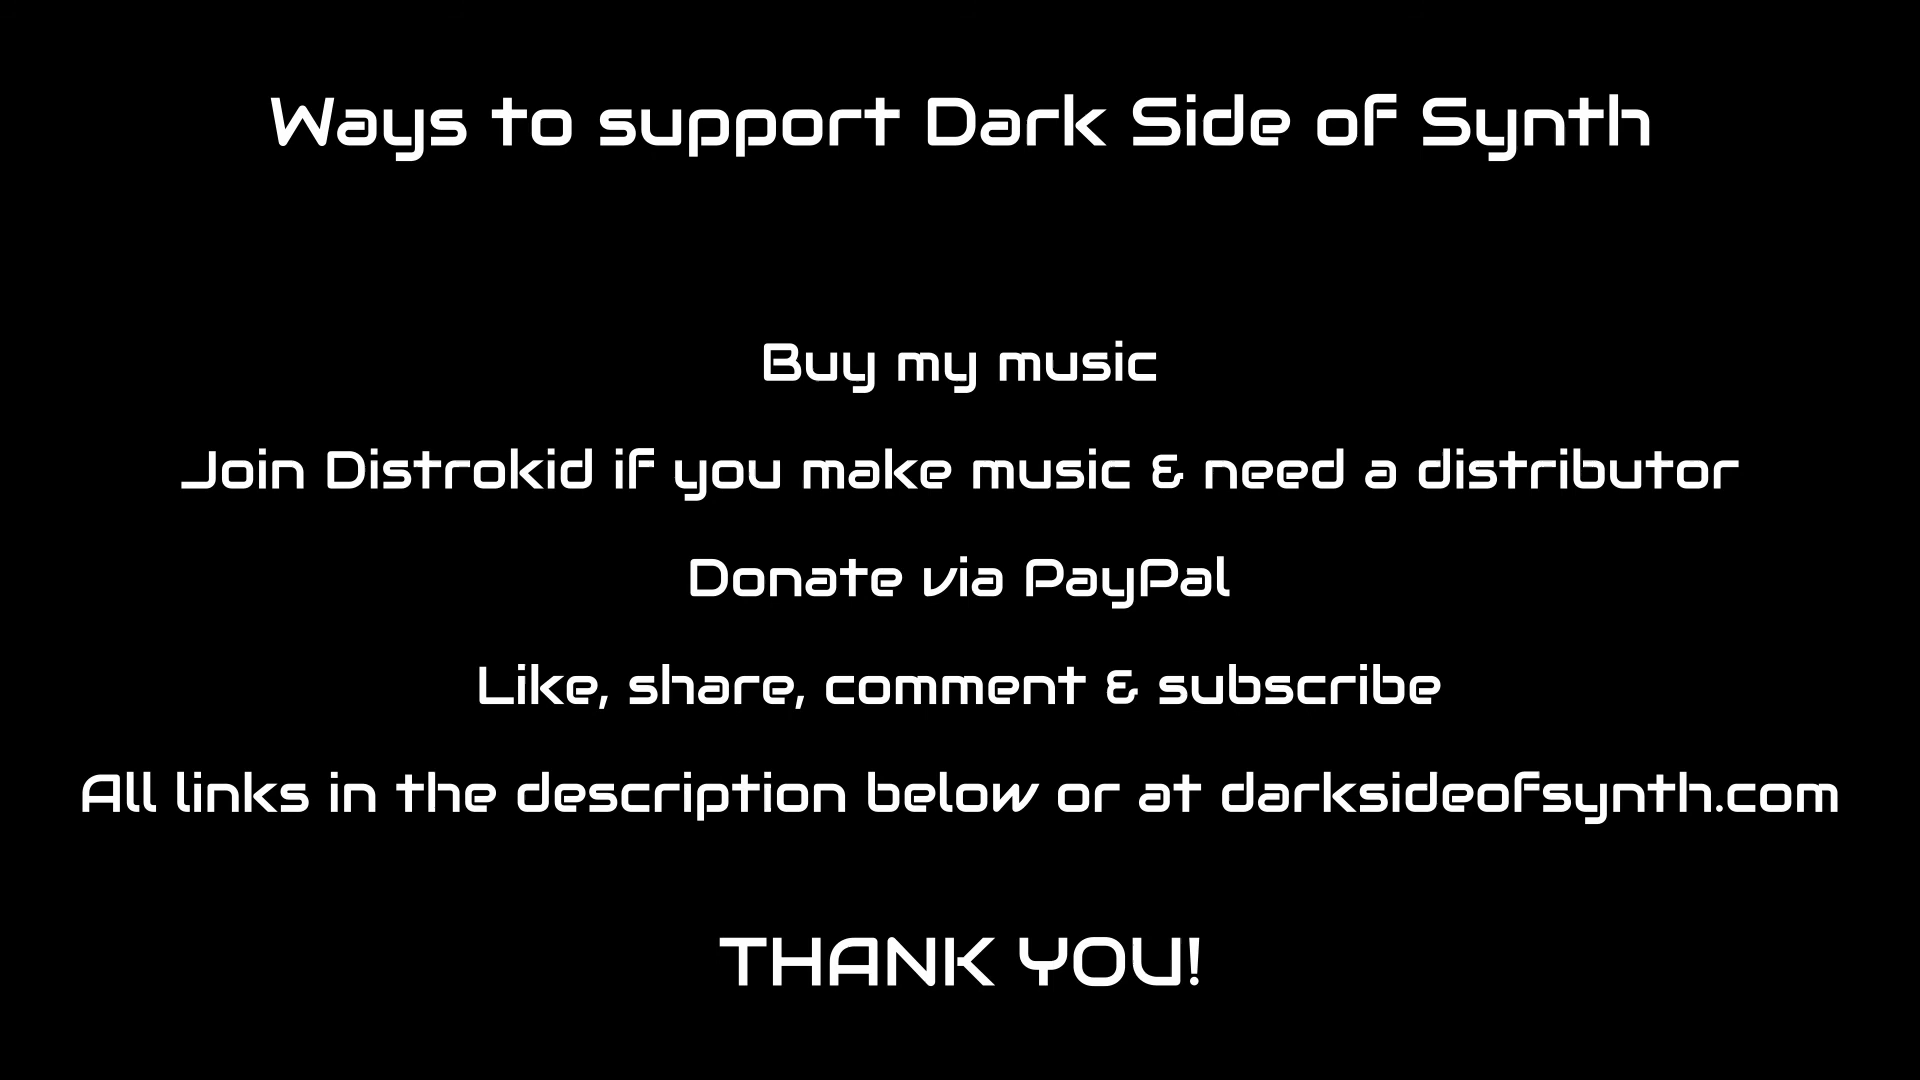 Ways to support Dark Side of Synth
Buy my music
Join Distrokid if you make music & need a distributor
Donate via PayPal
Like, share, comment & subscribe
All links in the description below or at darksideofsynth.com
THANK YOU!